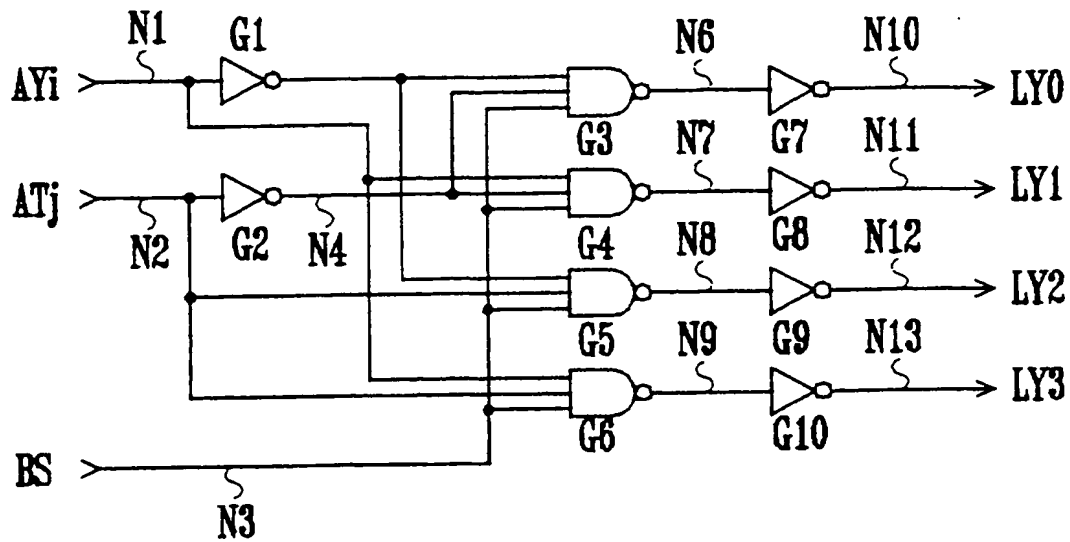 N1 G1 N6 N10
AYi LY0
G3 G7
N7 N11
ATj LY1
N2 G2 N4 G4 G8
N8 N12
LY2
G5 G9
N9 N13
LY3
G6 G10
BS
N3